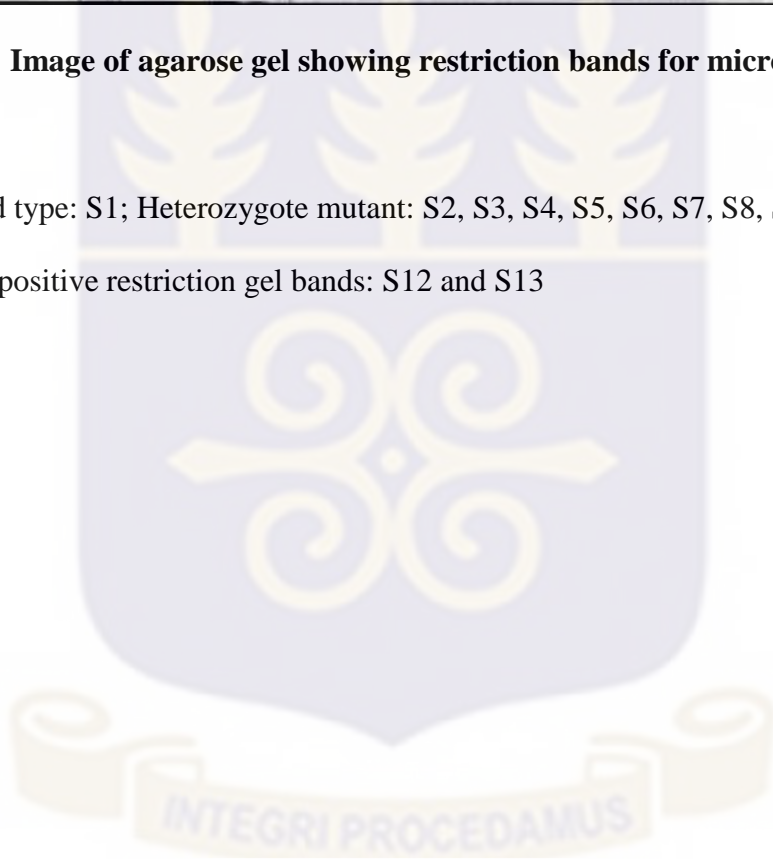 Image of agarose gel showing restriction bands for micr
type: S1; Heterozygote mutant: S2, S3, S4, S5, S6, S7, S8,
positive restriction gel bands: S12 and S13
INTEGRI PROCEDAMUS